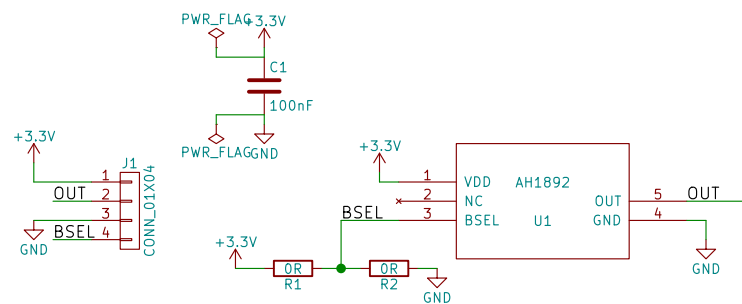 PWR_FLAG
+3.3V
C1
100nF
PWR_FLAG
GND
+3.3V
J1
1
OUT
2
3
BSEL
4
GND
CONN_01X04
+3.3V
1
VDD
AH1892
2
NC
OUT
5
OUT
BSEL
3
BSEL
U1
GND
4
+3.3V
0R
R1
0R
R2
GND
GND